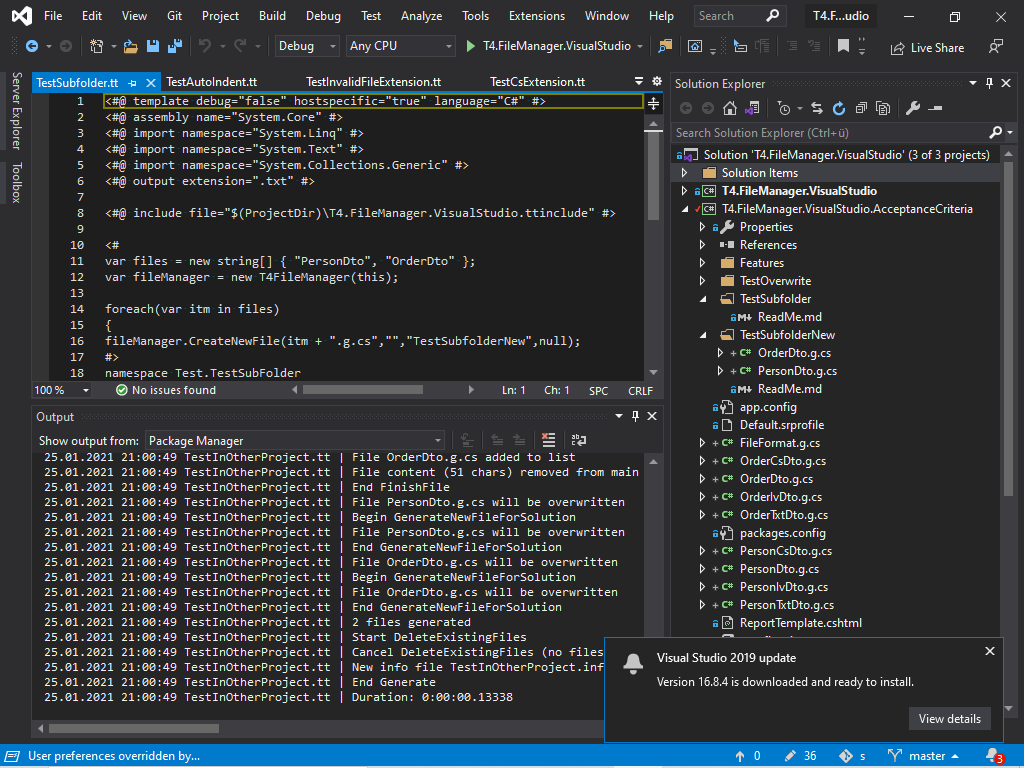 File Edit View Git Project Build Debug Test Analyze Tools Extensions Window Help Search T4.F...udio
Debug Any CPU T4.FileManager.VisualStudio Live Share
Server Explorer
Toolbox
TestSubfolder.tt TestAutoIndent.tt TestInvalidFileExtension.tt TestCsExtension.tt
1 <#@ template debug="false" hostspecific="true" language="C#" #>
2 <#@ assembly name="System.Core" #>
3 <#@ import namespace="System.Linq" #>
4 <#@ import namespace="System.Text" #>
5 <#@ import namespace="System.Collections.Generic" #>
6 <#@ output extension=".txt" #>
7
8 <#@ include file="$(ProjectDir)\T4.FileManager.VisualStudio.ttinclude" #>
9
10 <#
11 var files = new string[] { "PersonDto", "OrderDto" };
12 var fileManager = new T4FileManager(this);
13
14 foreach(var itm in files)
15 {
16 fileManager.CreateNewFile(itm + ".g.cs","","TestSubfolderNew",null);
17 #>
18 namespace Test.TestSubFolder
100 % No issues found Ln: 1 Ch: 1 SPC CRLF
Output
Show output from: Package Manager
25.01.2021 21:00:49 TestInOtherProject.tt | File OrderDto.g.cs added to list
25.01.2021 21:00:49 TestInOtherProject.tt | File content (51 chars) removed from main
25.01.2021 21:00:49 TestInOtherProject.tt | End FinishFile
25.01.2021 21:00:49 TestInOtherProject.tt | File PersonDto.g.cs will be overwritten
25.01.2021 21:00:49 TestInOtherProject.tt | Begin GenerateNewFileForSolution
25.01.2021 21:00:49 TestInOtherProject.tt | File PersonDto.g.cs will be overwritten
25.01.2021 21:00:49 TestInOtherProject.tt | End GenerateNewFileForSolution
25.01.2021 21:00:49 TestInOtherProject.tt | File OrderDto.g.cs will be overwritten
25.01.2021 21:00:49 TestInOtherProject.tt | Begin GenerateNewFileForSolution
25.01.2021 21:00:49 TestInOtherProject.tt | File OrderDto.g.cs will be overwritten
25.01.2021 21:00:49 TestInOtherProject.tt | End GenerateNewFileForSolution
25.01.2021 21:00:49 TestInOtherProject.tt | 2 files generated
25.01.2021 21:00:49 TestInOtherProject.tt | Start DeleteExistingFiles
25.01.2021 21:00:49 TestInOtherProject.tt | Cancel DeleteExistingFiles (no files
25.01.2021 21:00:49 TestInOtherProject.tt | New info file TestInOtherProject.inf
25.01.2021 21:00:49 TestInOtherProject.tt | End Generate
25.01.2021 21:00:49 TestInOtherProject.tt | Duration: 0:00:00.13338
Solution Explorer
Search Solution Explorer (Ctrl+ü)
Solution 'T4.FileManager.VisualStudio' (3 of 3 projects)
Solution Items
C# T4.FileManager.VisualStudio
C# T4.FileManager.VisualStudio.AcceptanceCriteria
Properties
References
Features
TestOverwrite
TestSubfolder
M+ ReadMe.md
TestSubfolderNew
+ C# OrderDto.g.cs
+ C# PersonDto.g.cs
M+ ReadMe.md
app.config
Default.srprofile
+ C# FileFormat.g.cs
+ C# OrderCsDto.g.cs
+ C# OrderDto.g.cs
+ C# OrderIvDto.g.cs
+ C# OrderTxtDto.g.cs
packages.config
+ C# PersonCsDto.g.cs
+ C# PersonDto.g.cs
+ C# PersonIvDto.g.cs
+ C# PersonTxtDto.g.cs
ReportTemplate.cshtml
Visual Studio 2019 update
Version 16.8.4 is downloaded and ready to install.
View details
User preferences overridden by... 0 36 s master 3